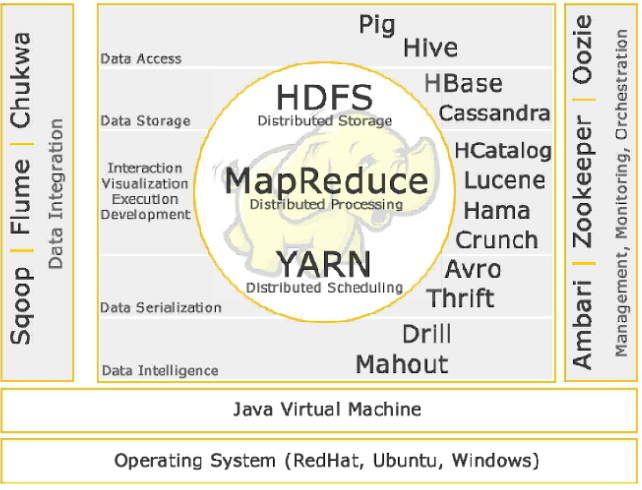 Sqoop | Flume | Chukwa
Data Integration
Pig
Hive
Data Access
HBase
Cassandra
Data Storage
HDFS
Distributed Storage
Interaction
Visualization
Execution
Development
MapReduce
Distributed Processing
HCatalog
Lucene
Hama
Crunch
YARN
Distributed Scheduling
Avro
Thrift
Data Serialization
Drill
Mahout
Data Intelligence
Ambari | Zookeeper | Oozie
Management, Monitoring, Orchestration
Java Virtual Machine
Operating System (RedHat, Ubuntu, Windows)